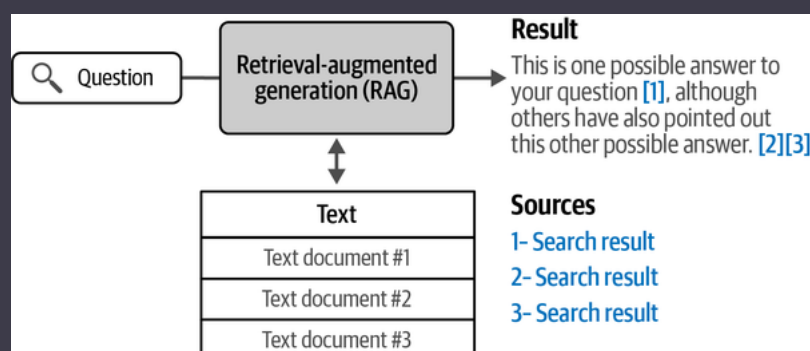 Question
Retrieval-augmented
generation (RAG)
Text
Text document #1
Text document #2
Text document #3
Result
This is one possible answer to
your question [1], although
others have also pointed out
this other possible answer. [2][3]
Sources
1- Search result
2- Search result
3- Search result